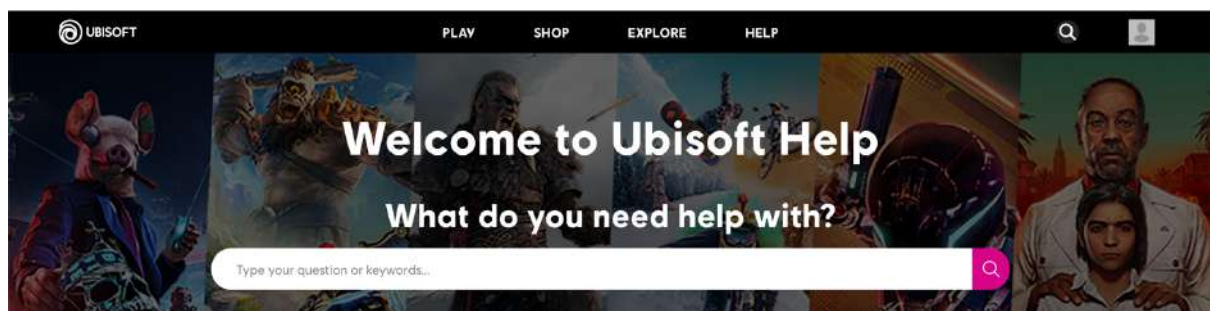 UBISOFT
PLAY SHOP EXPLORE HELP
Welcome to Ubisoft Help
What do you need help with?
Type your question or keywords...